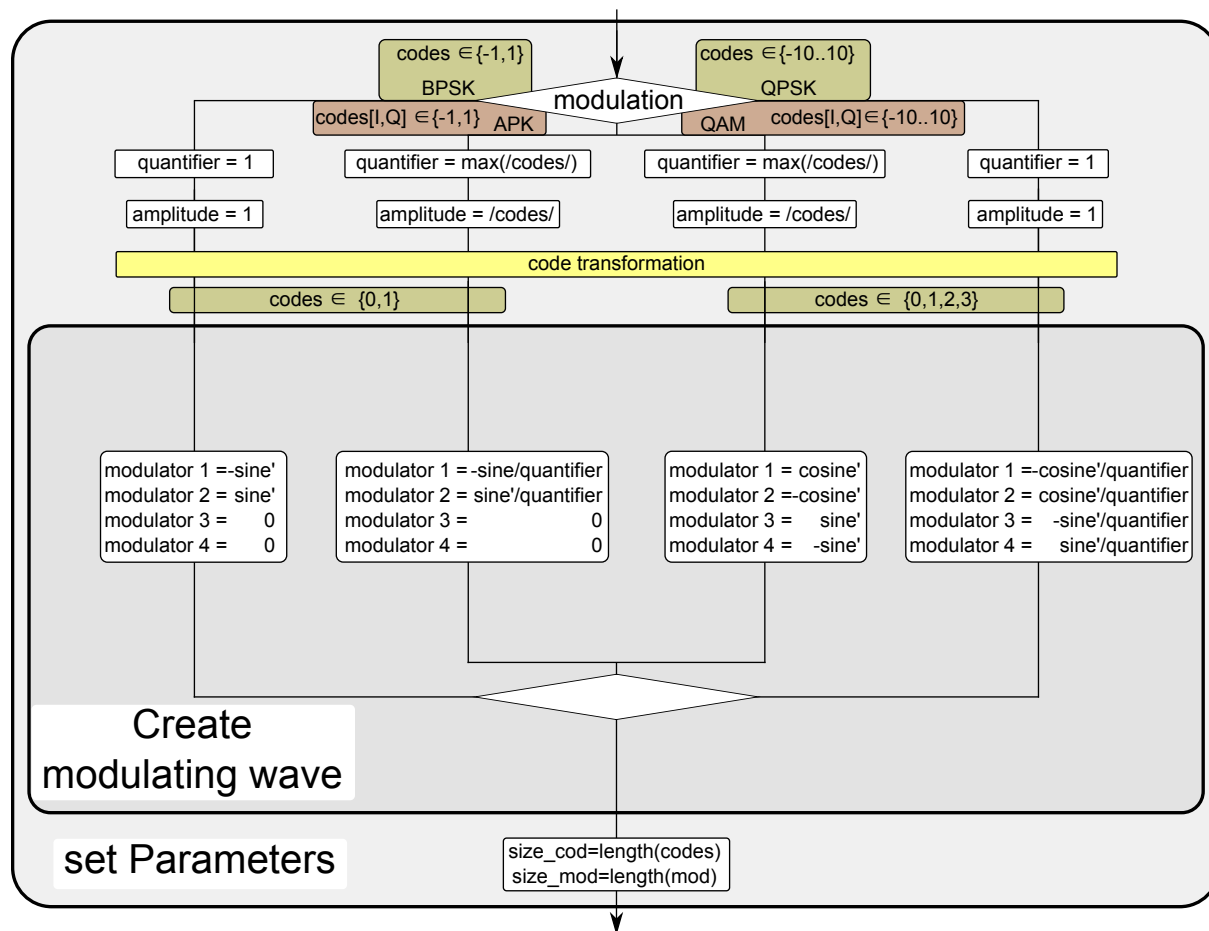 codes ∈{-1,1}
BPSK
codes ∈{-10..10}
QPSK
modulation
codes[I,Q] ∈{-1,1} APK
QAM codes[I,Q]∈{-10..10}
quantifier = 1
quantifier = max(/codes/)
quantifier = max(/codes/)
quantifier = 1
amplitude = 1
amplitude = /codes/
amplitude = /codes/
amplitude = 1
code transformation
codes ∈ {0,1}
codes ∈ {0,1,2,3}
modulator 1 =-sine'
modulator 2 = sine'
modulator 3 = 0
modulator 4 = 0
modulator 1 =-sine/quantifier
modulator 2 = sine'/quantifier
modulator 3 = 0
modulator 4 = 0
modulator 1 = cosine'
modulator 2 =-cosine'
modulator 3 = sine'
modulator 4 = -sine'
modulator 1 =-cosine'/quantifier
modulator 2 = cosine'/quantifier
modulator 3 = -sine'/quantifier
modulator 4 = sine'/quantifier
Create
modulating wave
set Parameters
size_cod=length(codes)
size_mod=length(mod)